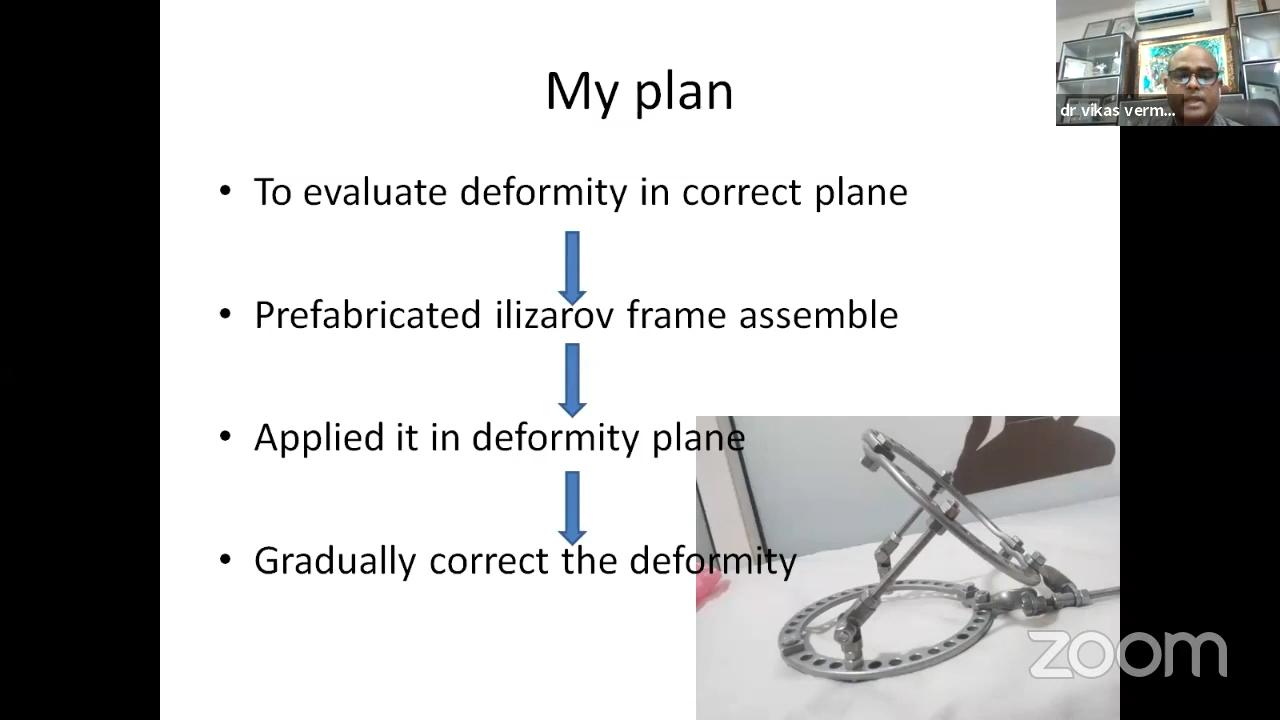 My plan
dr vikas verm...
• To evaluate deformity in correct plane
• Prefabricated ilizarov frame assemble
• Applied it in deformity plane
• Gradually correct the deformity
zoom